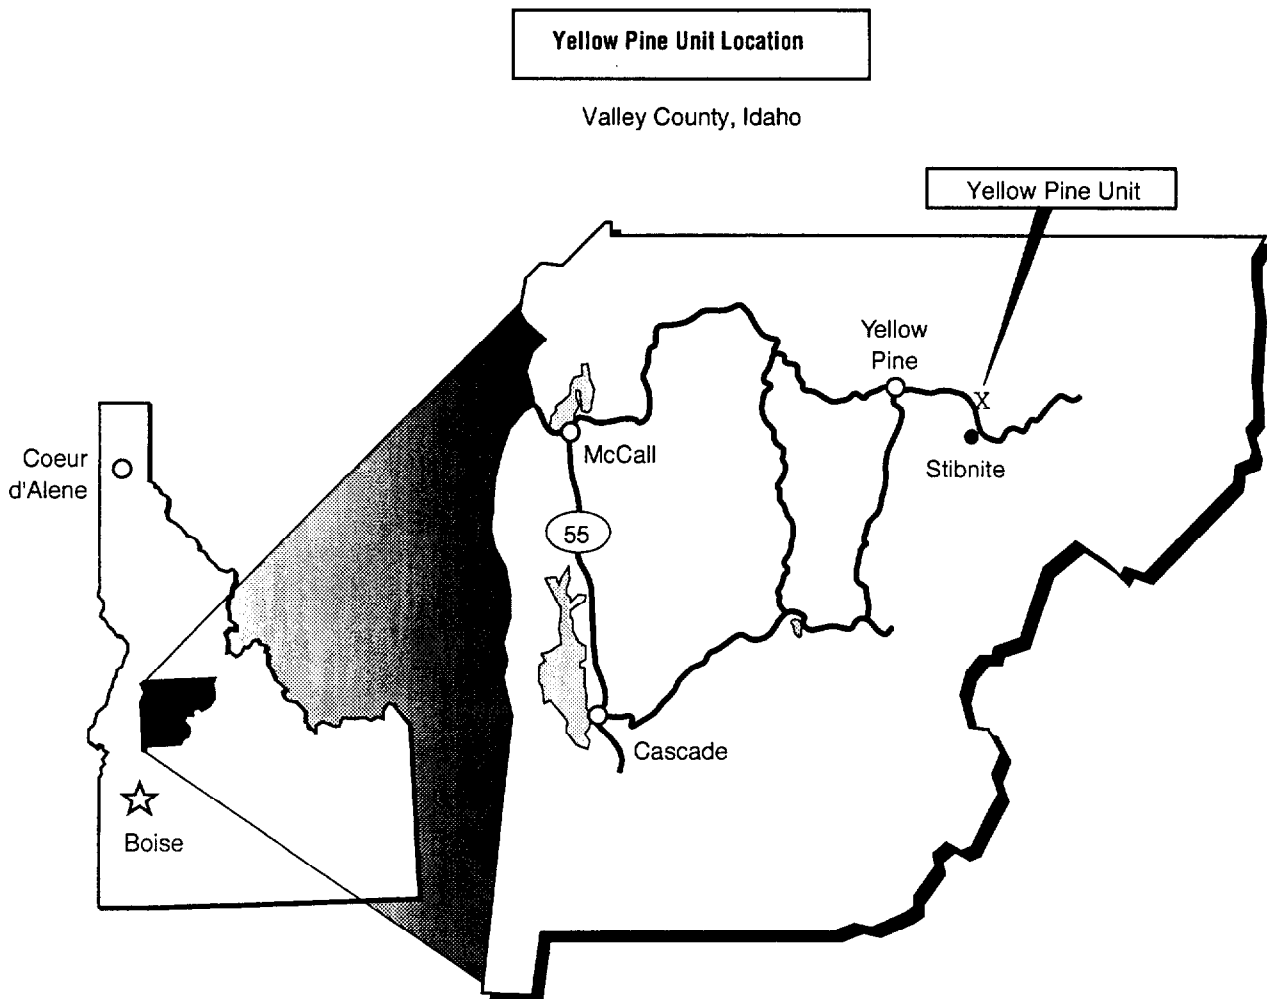 Yellow Pine Unit Location
Valley County, Idaho
Yellow Pine Unit
Yellow
Pine
X
Stibnite
McCall
55
Cascade
Coeur
d'Alene
Boise